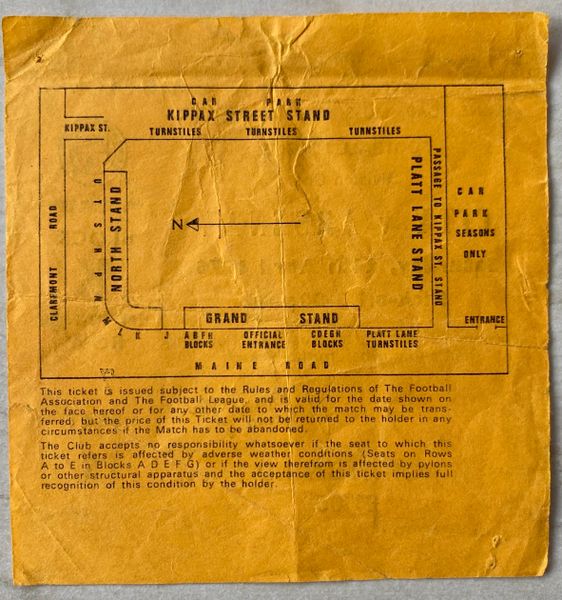 CAR PARK
KIPPAX STREET STAND
KIPPAX ST.
TURNSTILES TURNSTILES TURNSTILES
CLAREMONT ROAD
U T S R P N M L K J
NORTH STAND
N
PLATT LANE STAND
PASSAGE TO KIPPAX ST. STAND
CAR
PARK
SEASONS
ONLY
ENTRANCE
GRAND STAND
A B F H
BLOCKS
OFFICIAL
ENTRANCE
C D E G H
BLOCKS
PLATT LANE
TURNSTILES
MAINE ROAD
This ticket is issued subject to the Rules and Regulations of The Football
Association and The Football League, and is valid for the date shown on
the face hereof or for any other date to which the match may be trans-
ferred, but the price of this Ticket will not be returned to the holder in any
circumstances if the Match has to be abandoned.
The Club accepts no responsibility whatsoever if the seat to which this
ticket refers is affected by adverse weather conditions (Seats on Rows
A to E in Blocks A D E F G) or if the view therefrom is affected by pylons
or other structural apparatus and the acceptance of this ticket implies full
recognition of this condition by the holder.